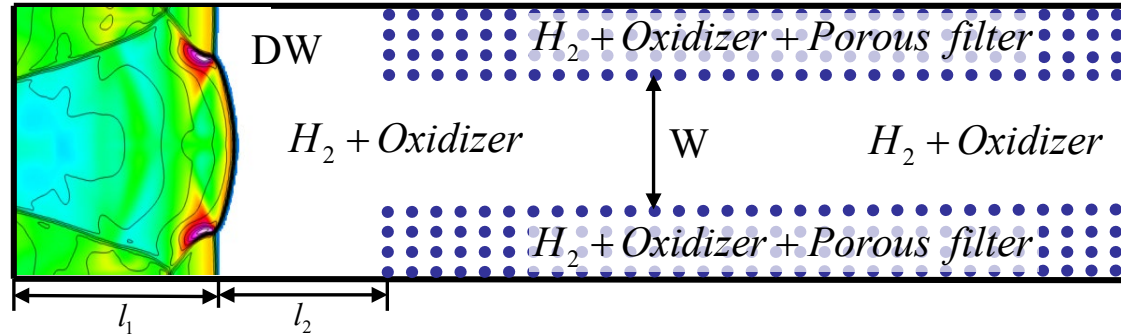 DW
H₂ + Oxidizer + Porous filter
H₂ + Oxidizer
W
H₂ + Oxidizer
H₂ + Oxidizer + Porous filter
l₁
l₂